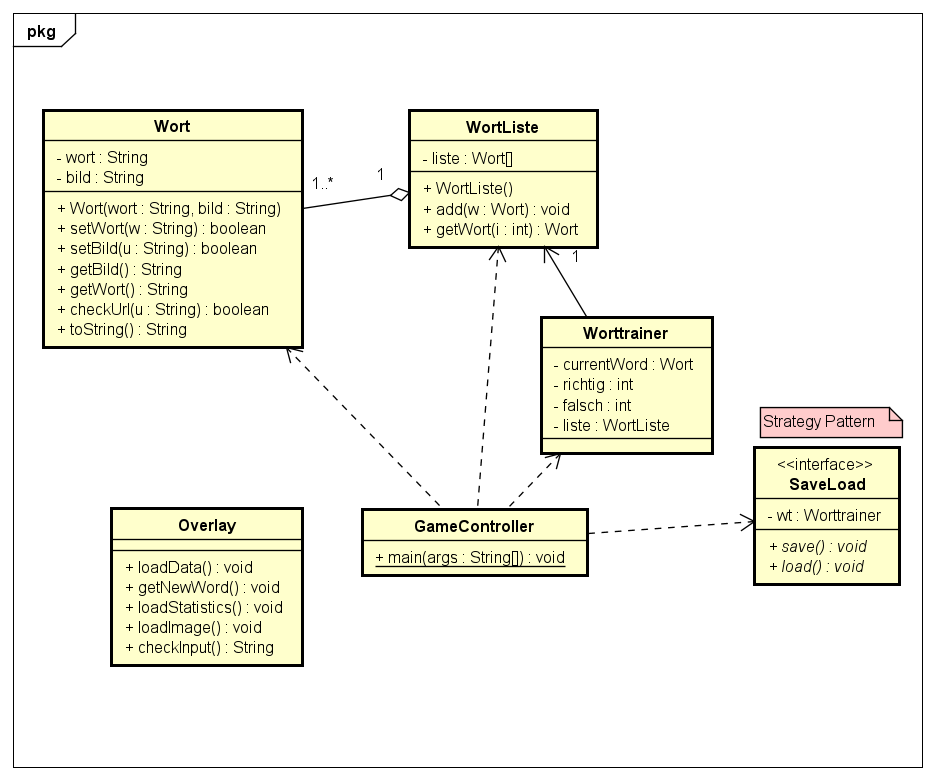 pkg
Wort
- wort : String
- bild : String
+ Wort(wort : String, bild : String)
+ setWort(w : String) : boolean
+ setBild(u : String) : boolean
+ getBild() : String
+ getWort() : String
+ checkUrl(u : String) : boolean
+ toString() : String
1..*
1
WortListe
- liste : Wort[]
+ WortListe()
+ add(w : Wort) : void
+ getWort(i : int) : Wort
1
Worttrainer
- currentWord : Wort
- richtig : int
- falsch : int
- liste : WortListe
Strategy Pattern
<<interface>>
SaveLoad
- wt : Worttrainer
+ save() : void
+ load() : void
GameController
+ main(args : String[]) : void
Overlay
+ loadData() : void
+ getNewWord() : void
+ loadStatistics() : void
+ loadImage() : void
+ checkInput() : String